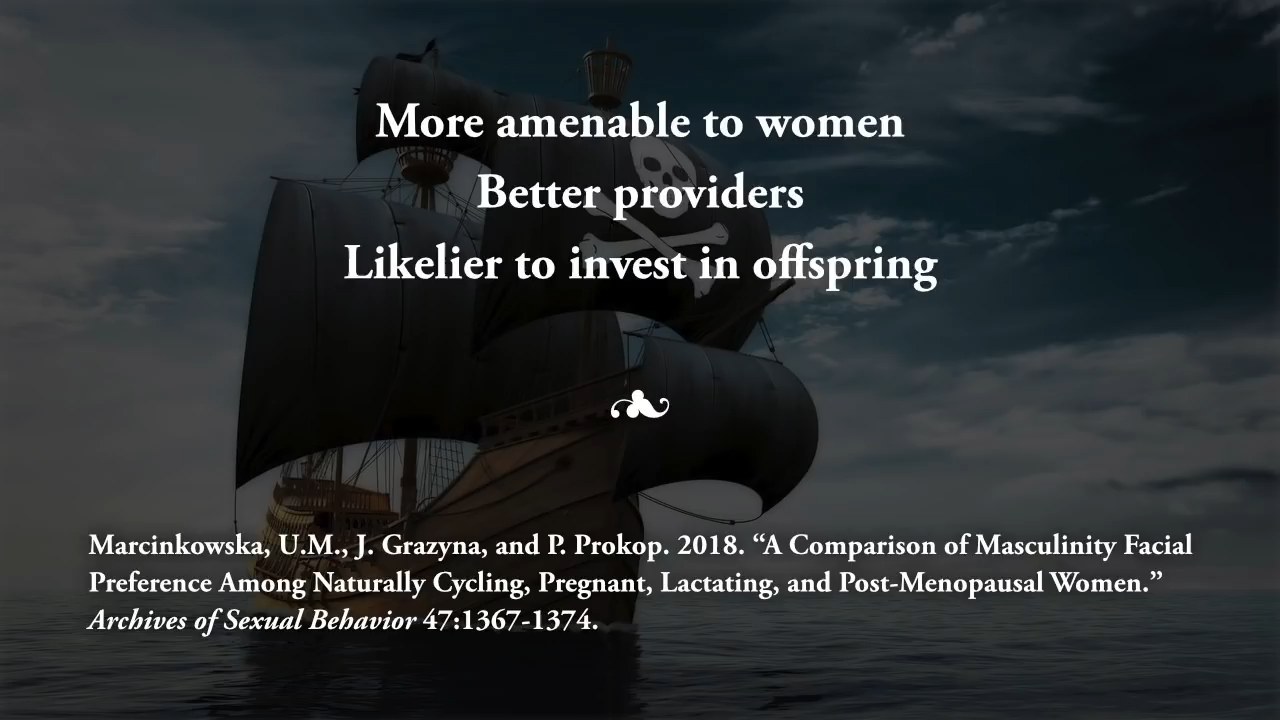 More amenable to women
Better providers
Likelier to invest in offspring
Marcinkowska, U.M., J. Grazyna, and P. Prokop. 2018. “A Comparison of Masculinity Facial
Preference Among Naturally Cycling, Pregnant, Lactating, and Post-Menopausal Women.”
Archives of Sexual Behavior 47:1367-1374.